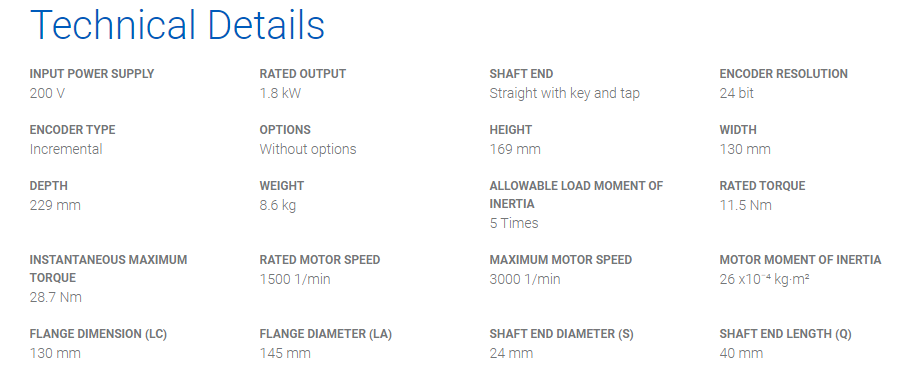 Technical Details
INPUT POWER SUPPLY
200 V
RATED OUTPUT
1.8 kW
SHAFT END
Straight with key and tap
ENCODER RESOLUTION
24 bit
ENCODER TYPE
Incremental
OPTIONS
Without options
HEIGHT
169 mm
WIDTH
130 mm
DEPTH
229 mm
WEIGHT
8.6 kg
ALLOWABLE LOAD MOMENT OF
INERTIA
5 Times
RATED TORQUE
11.5 Nm
INSTANTANEOUS MAXIMUM
TORQUE
28.7 Nm
RATED MOTOR SPEED
1500 1/min
MAXIMUM MOTOR SPEED
3000 1/min
MOTOR MOMENT OF INERTIA
26 x10⁻⁴ kg·m²
FLANGE DIMENSION (LC)
130 mm
FLANGE DIAMETER (LA)
145 mm
SHAFT END DIAMETER (S)
24 mm
SHAFT END LENGTH (Q)
40 mm